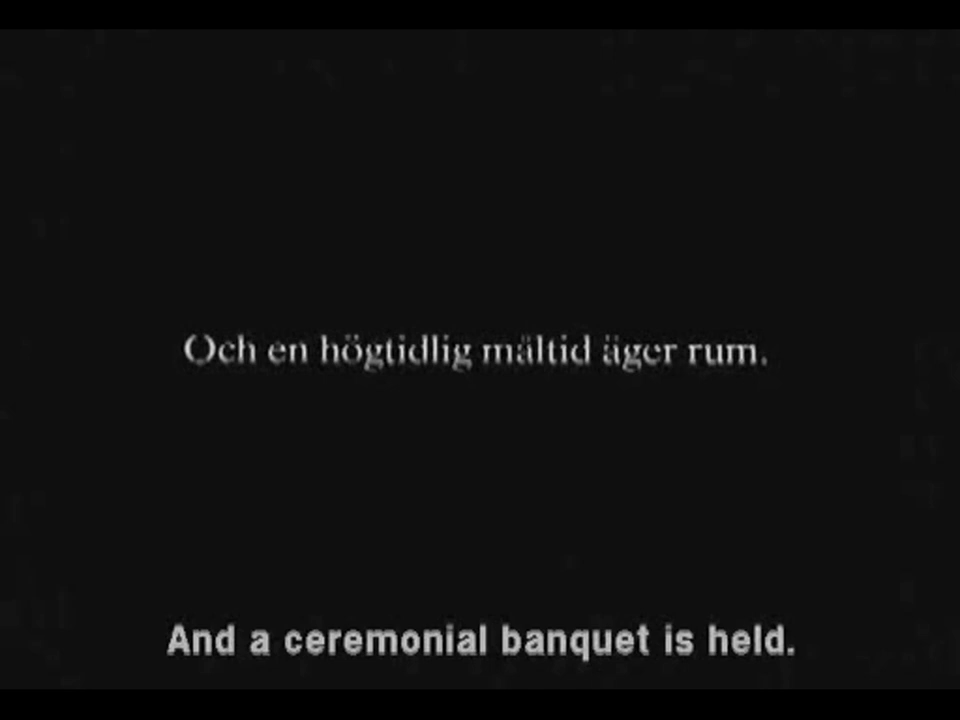 Och en högtidlig måltid äger rum.
And a ceremonial banquet is held.